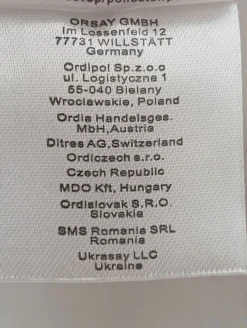 ORSAY GMBH
Im Lossenfeld 12
77731 WILLSTÄTT
Germany
Ordipol Sp.z.o.o
ul. Logistyczna 1
55-040 Bielany
Wroclawskie, Poland
Ordia Handelsges.
MbH,Austria
Ditres AG,Switzerland
Ordiczech s.r.o.
Czech Republic
MDO Kft, Hungary
Ordislovak S.R.O.
Slovakia
SMS Romania SRL
Romania
Ukrasay LLC
Ukraine